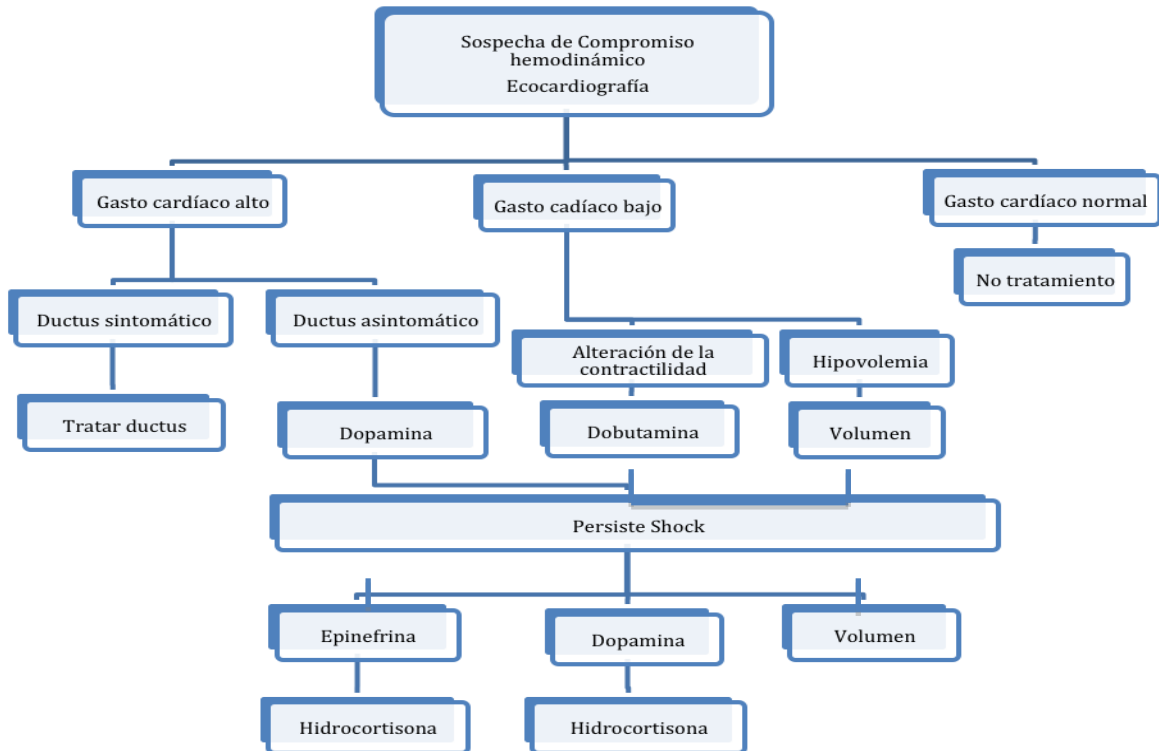 Sospecha de Compromiso
hemodinámico
Ecocardiografía
Gasto cardíaco alto
Gasto cadíaco bajo
Gasto cardíaco normal
No tratamiento
Ductus sintomático
Ductus asintomático
Alteración de la
contractilidad
Hipovolemia
Tratar ductus
Dopamina
Dobutamina
Volumen
Persiste Shock
Epinefrina
Dopamina
Volumen
Hidrocortisona
Hidrocortisona